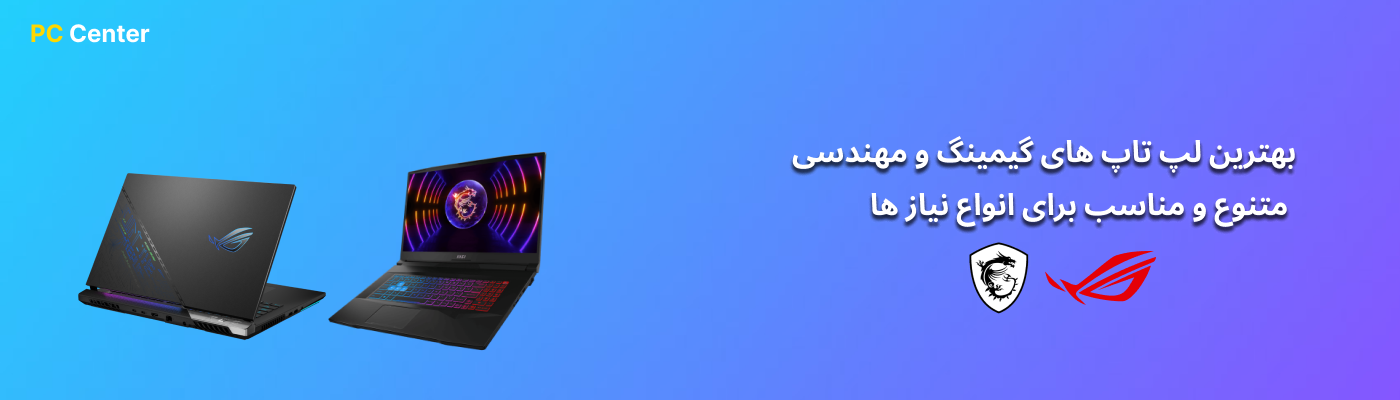 PC Center
بهترین لپ تاپ های گیمینگ و مهندسی
متنوع و مناسب برای انواع نیاز ها